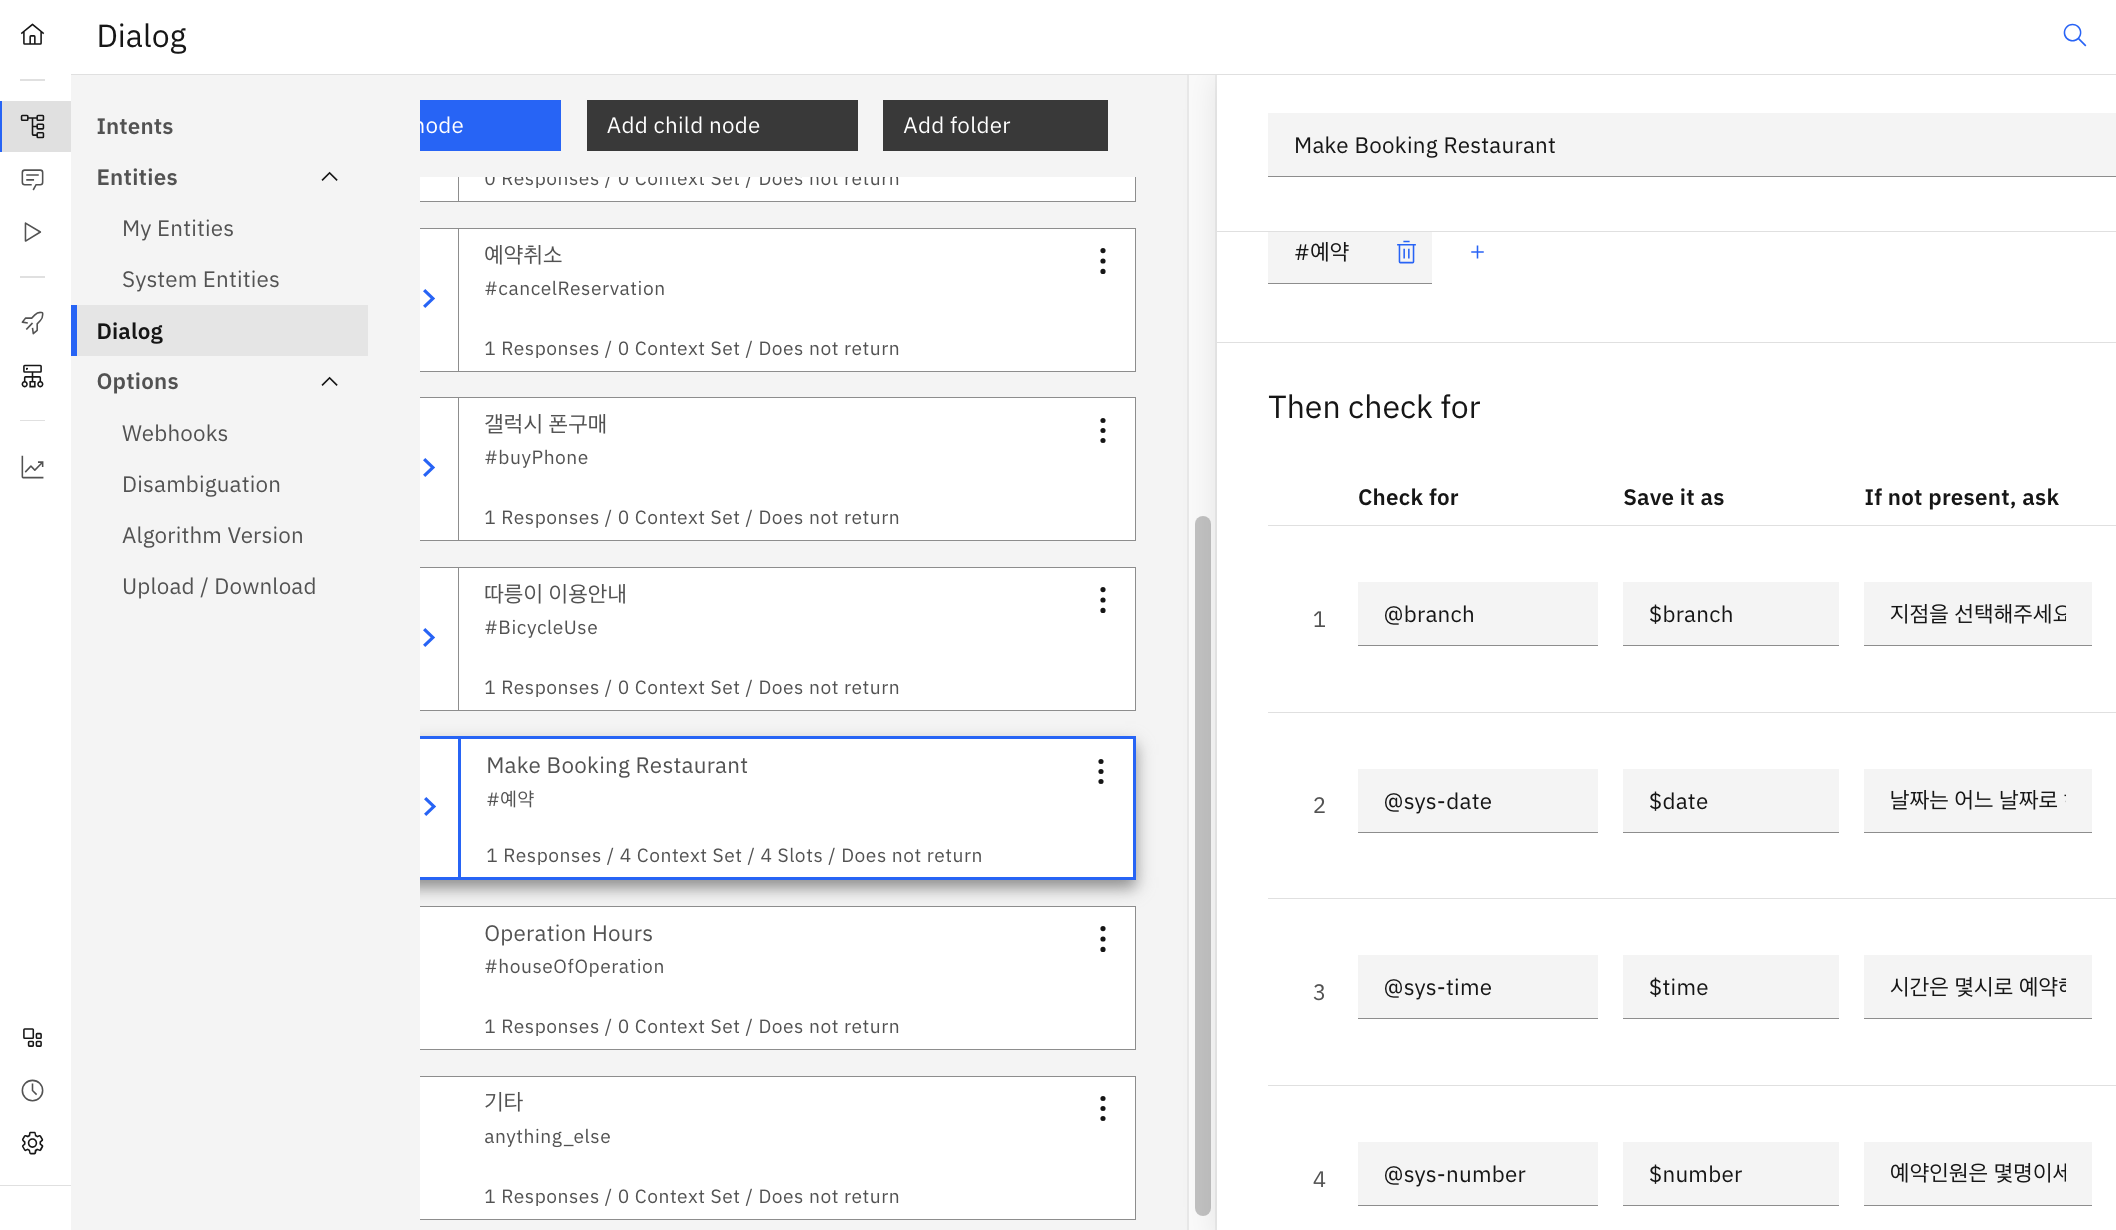 Dialog
Intents
Entities
My Entities
System Entities
Dialog
Options
Webhooks
Disambiguation
Algorithm Version
Upload / Download
node
Add child node
Add folder
0 Responses / 0 Context Set / Does not return
예약취소
#cancelReservation
1 Responses / 0 Context Set / Does not return
갤럭시 폰구매
#buyPhone
1 Responses / 0 Context Set / Does not return
따릉이 이용안내
#BicycleUse
1 Responses / 0 Context Set / Does not return
Make Booking Restaurant
#예약
1 Responses / 4 Context Set / 4 Slots / Does not return
Operation Hours
#houseOfOperation
1 Responses / 0 Context Set / Does not return
기타
anything_else
1 Responses / 0 Context Set / Does not return
Make Booking Restaurant
#예약
Then check for
Check for Save it as If not present, ask
1 @branch $branch 지점을 선택해주세요
2 @sys-date $date 날짜는 어느 날짜로
3 @sys-time $time 시간은 몇시로
4 @sys-number $number 예약인원은